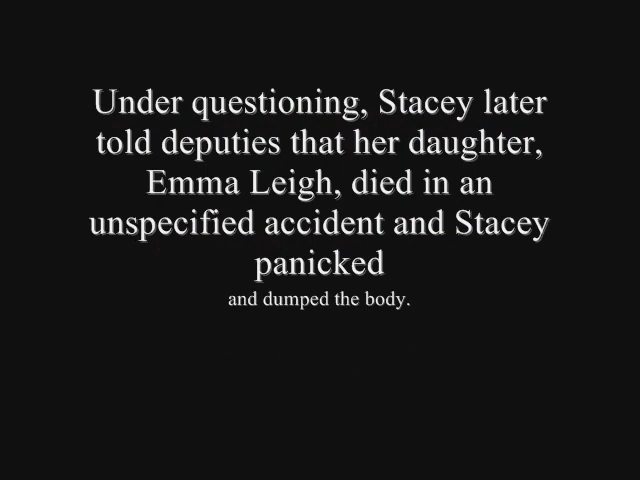 Under questioning, Stacey later
told deputies that her daughter,
Emma Leigh, died in an
unspecified accident and Stacey
panicked
and dumped the body.